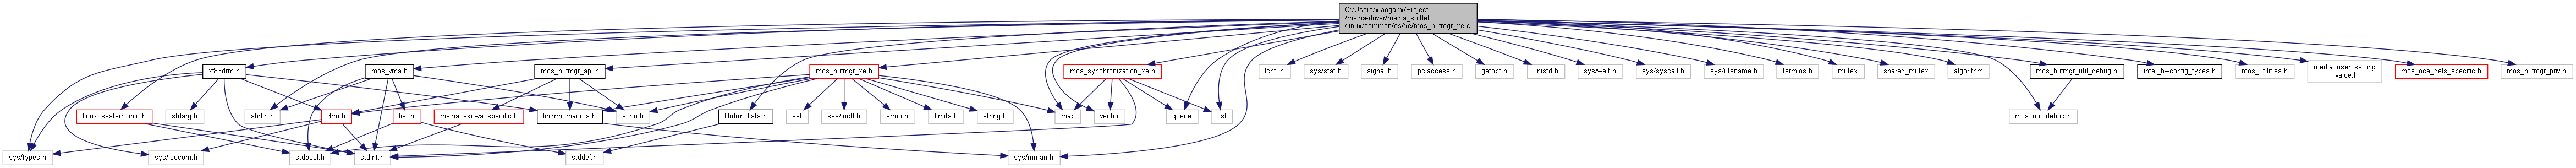 C:/Users/xiaoganx/Project
/media-driver/media_softlet
/linux/common/os/xe/mos_bufmgr_xe.c
xf86drm.h
mos_vma.h
mos_bufmgr_api.h
mos_bufmgr_xe.h
mos_synchronization_xe.h
fcntl.h
sys/stat.h
signal.h
pciaccess.h
getopt.h
unistd.h
sys/wait.h
sys/syscall.h
sys/utsname.h
termios.h
mutex
shared_mutex
algorithm
mos_bufmgr_util_debug.h
intel_hwconfig_types.h
mos_utilities.h
media_user_setting
_value.h
mos_oca_defs_specific.h
mos_bufmgr_priv.h
linux_system_info.h
stdarg.h
stdlib.h
drm.h
list.h
media_skuwa_specific.h
libdrm_macros.h
stdio.h
libdrm_lists.h
set
sys/ioctl.h
errno.h
limits.h
string.h
map
vector
queue
list
mos_util_debug.h
sys/types.h
sys/ioccom.h
stdbool.h
stdint.h
stddef.h
sys/mman.h